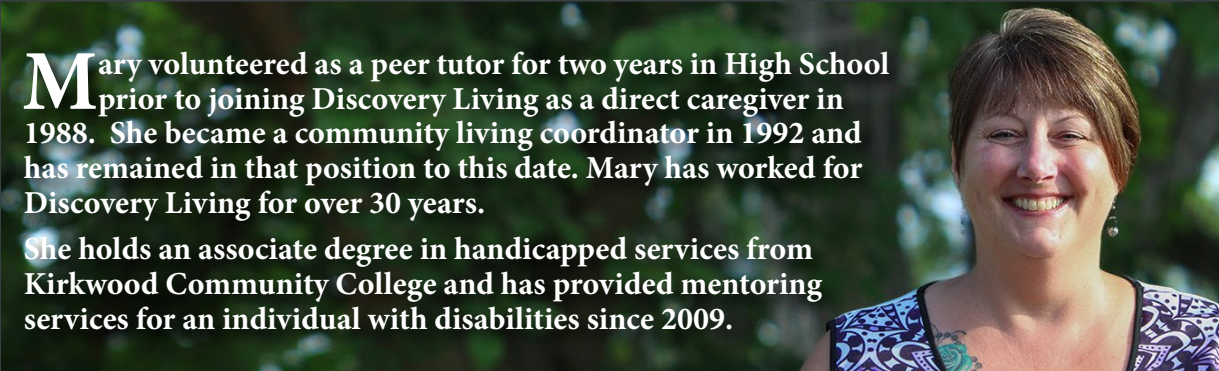 Mary volunteered as a peer tutor for two years in High School
prior to joining Discovery Living as a direct caregiver in
1988.  She became a community living coordinator in 1992 and
has remained in that position to this date. Mary has worked for
Discovery Living for over 30 years.
She holds an associate degree in handicapped services from
Kirkwood Community College and has provided mentoring
services for an individual with disabilities since 2009.